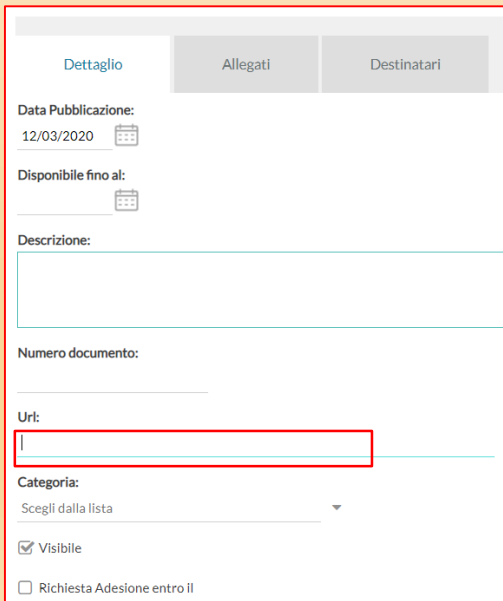 Dettaglio Allegati Destinatari
Data Pubblicazione:
12/03/2020
Disponibile fino al:
Descrizione:
Numero documento:
Url:
Categoria:
Scegli dalla lista
Visibile
Richiesta Adesione entro il